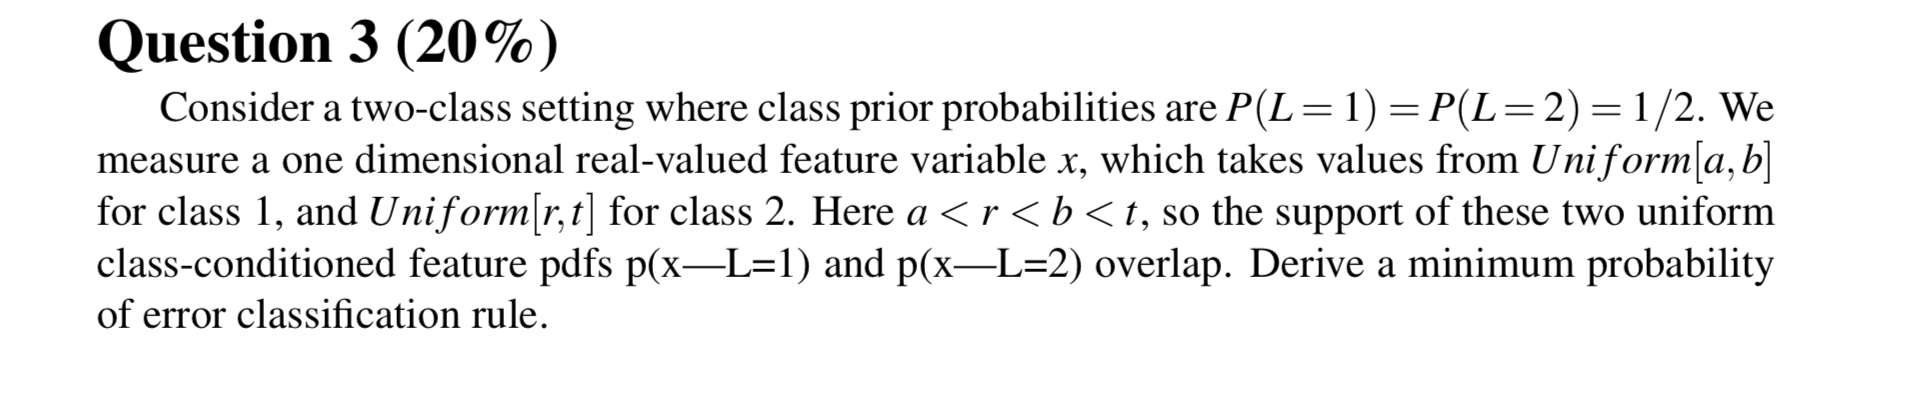 Question 3 (20%)
Consider a two-class setting where class prior probabilities are P(L = 1) = P(L = 2) = 1/2. We
measure a one dimensional real-valued feature variable x, which takes values from Uniform[a,b]
for class 1, and Uniform[r,t] for class 2. Here a < r < b < t, so the support of these two uniform
class-conditioned feature pdfs p(x—L=1) and p(x—L=2) overlap. Derive a minimum probability
of error classification rule.